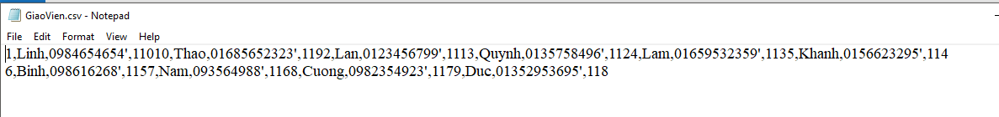 GiaoVien.csv - Notepad
File Edit Format View Help
1,Linh,0984654654',11010,Thao,01685652323',1192,Lan,0123456799',1113,Quynh,0135758496',1124,Lam,01659532359',1135,Khanh,0156623295',114
6,Binh,098616268',1157,Nam,093564988',1168,Cuong,0982354923',1179,Duc,01352953695',118